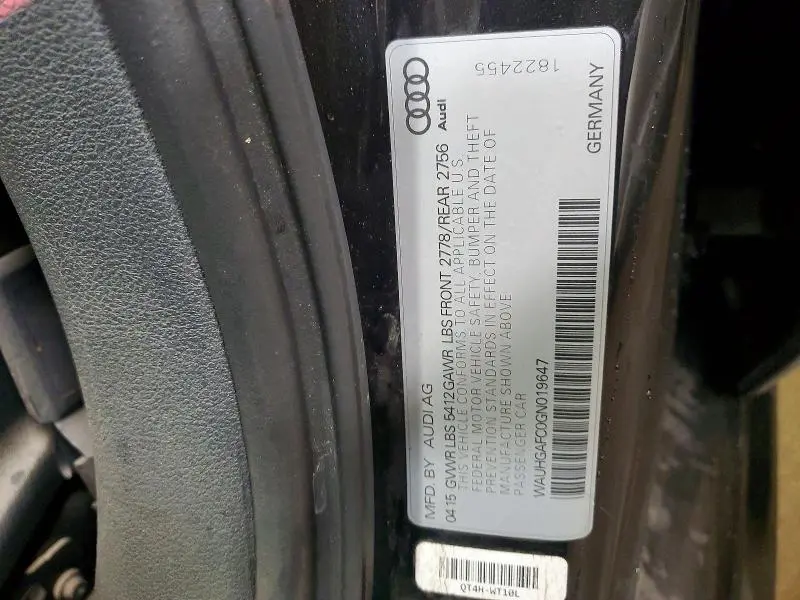 MFD. BY AUDI AG
Audi
04 15 GVWR LBS 5412 GAWR LBS FRONT 2778/REAR 2756
THIS VEHICLE CONFORMS TO ALL APPLICABLE U.S.
FEDERAL MOTOR VEHICLE SAFETY, BUMPER AND THEFT
PREVENTION STANDARDS IN EFFECT ON THE DATE OF
MANUFACTURE SHOWN ABOVE
PASSENGER CAR
WAUHGAFC0GN019647
GERMANY
1822455
QT4H-WT10L